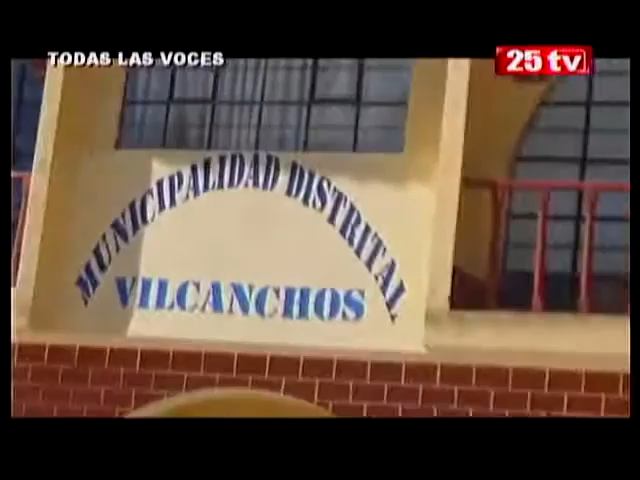 TODAS LAS VOCES
25 tv
MUNICIPALIDAD DISTRITAL
VILCANCHOS